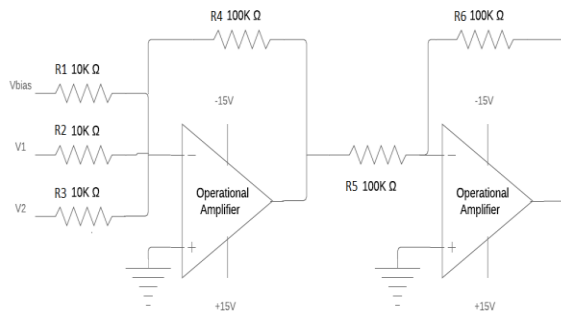 R4 100K Ω
R6 100K Ω
R1 10K Ω
Vbias
-15V
-15V
R2 10K Ω
V1
−
−
R5 100K Ω
R3 10K Ω
V2
Operational
Amplifier
Operational
Amplifier
+
+
+15V
+15V